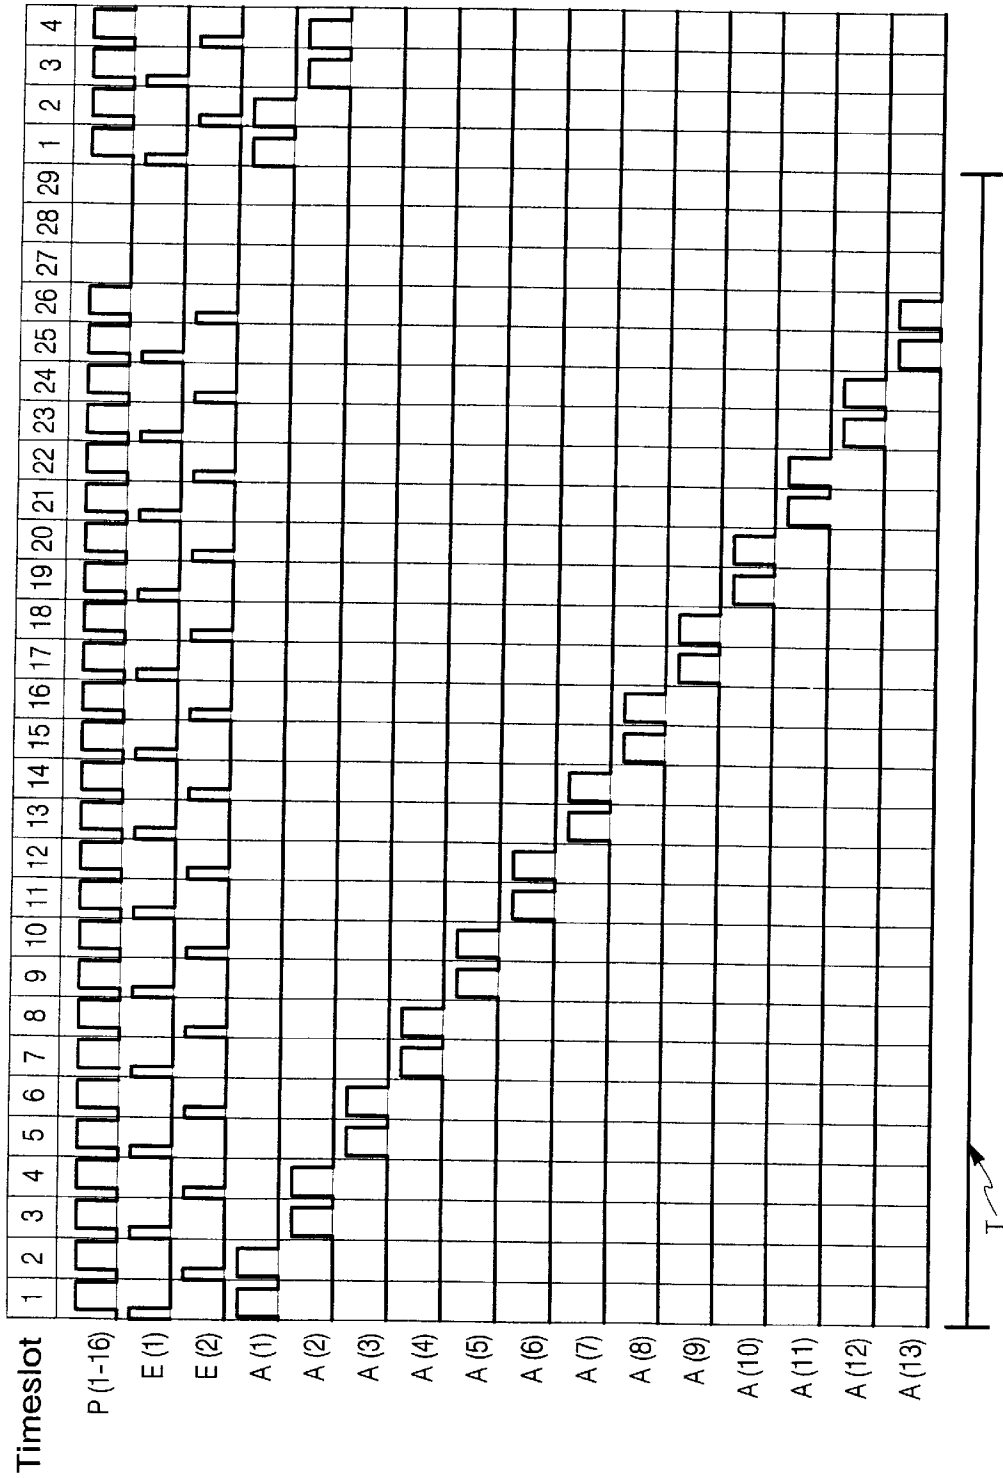 Timeslot 1 2 3 4 5 6 7 8 9 10 11 12 13 14 15 16 17 18 19 20 21 22 23 24 25 26 27 28 29 1 2 3 4
P (1-16)
E (1)
E (2)
A (1)
A (2)
A (3)
A (4)
A (5)
A (6)
A (7)
A (8)
A (9)
A (10)
A (11)
A (12)
A (13)
T